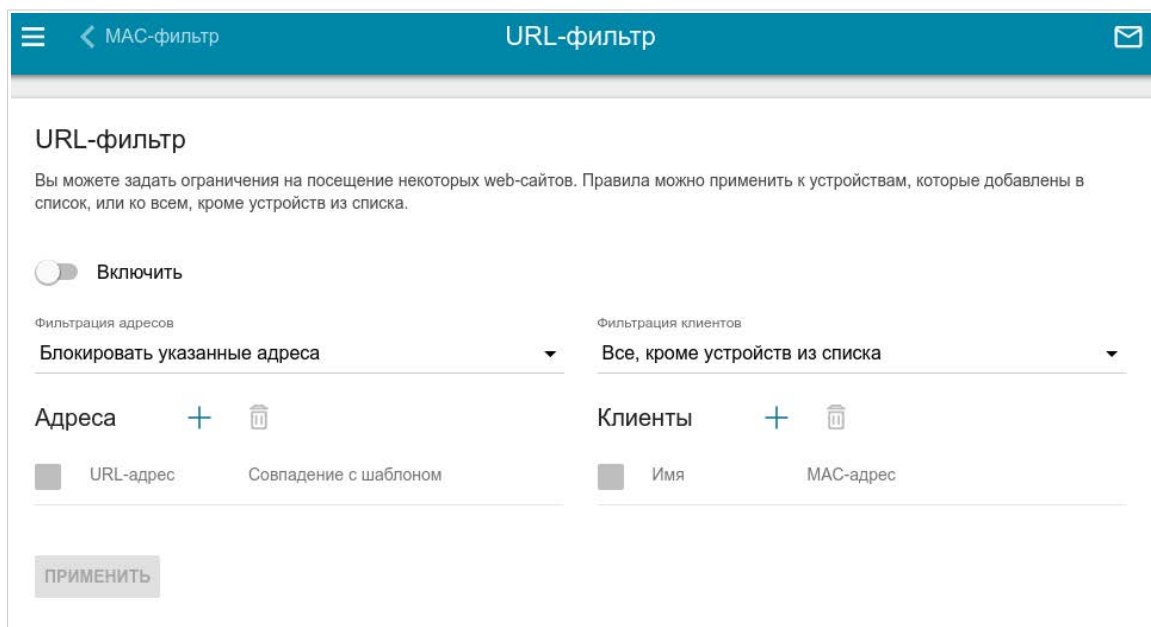 МАС-фильтр
URL-фильтр
URL-фильтр
Вы можете задать ограничения на посещение некоторых web-сайтов. Правила можно применить к устройствам, которые добавлены в
список, или ко всем, кроме устройств из списка.
Включить
Фильтрация адресов
Блокировать указанные адреса
Фильтрация клиентов
Все, кроме устройств из списка
Адреса
URL-адрес Совпадение с шаблоном
Клиенты
Имя МАС-адрес
ПРИМЕНИТЬ